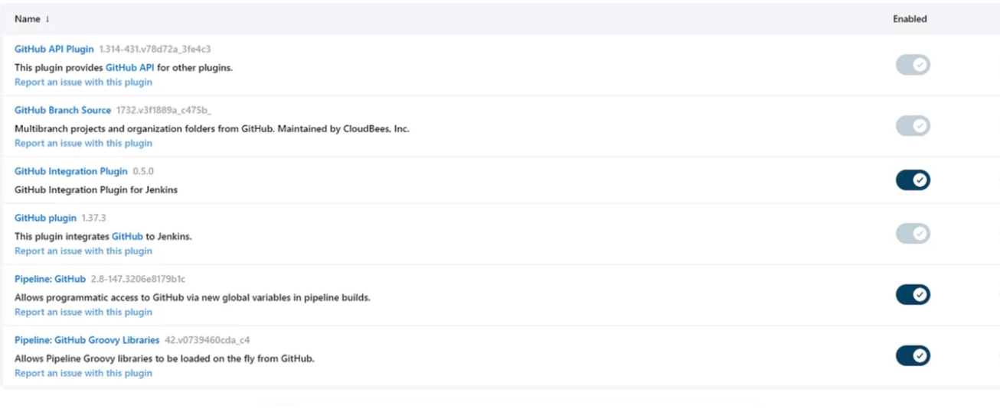 Name ↓ Enabled
GitHub API Plugin 1.314-431.v78d72a_3fe4c3
This plugin provides GitHub API for other plugins.
Report an issue with this plugin
GitHub Branch Source 1732.v3f1889a_c475b_
Multibranch projects and organization folders from GitHub. Maintained by CloudBees, Inc.
Report an issue with this plugin
GitHub Integration Plugin 0.5.0
GitHub Integration Plugin for Jenkins
GitHub plugin 1.37.3
This plugin integrates GitHub to Jenkins.
Report an issue with this plugin
Pipeline: GitHub 2.8-147.3206e8179b1c
Allows programmatic access to GitHub via new global variables in pipeline builds.
Report an issue with this plugin
Pipeline: GitHub Groovy Libraries 42.v0739460cda_c4
Allows Pipeline Groovy libraries to be loaded on the fly from GitHub.
Report an issue with this plugin